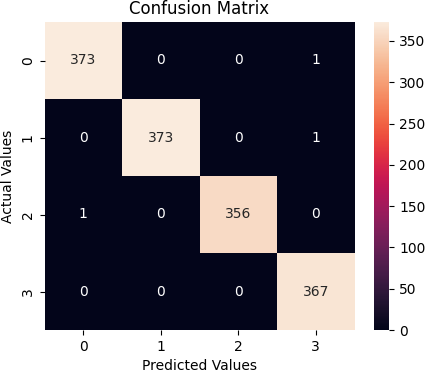 Confusion Matrix
0 373 0 0 1
1 0 373 0 1
2 1 0 356 0
3 0 0 0 367
0 1 2 3
Actual Values
Predicted Values
350
300
250
200
150
100
50
0